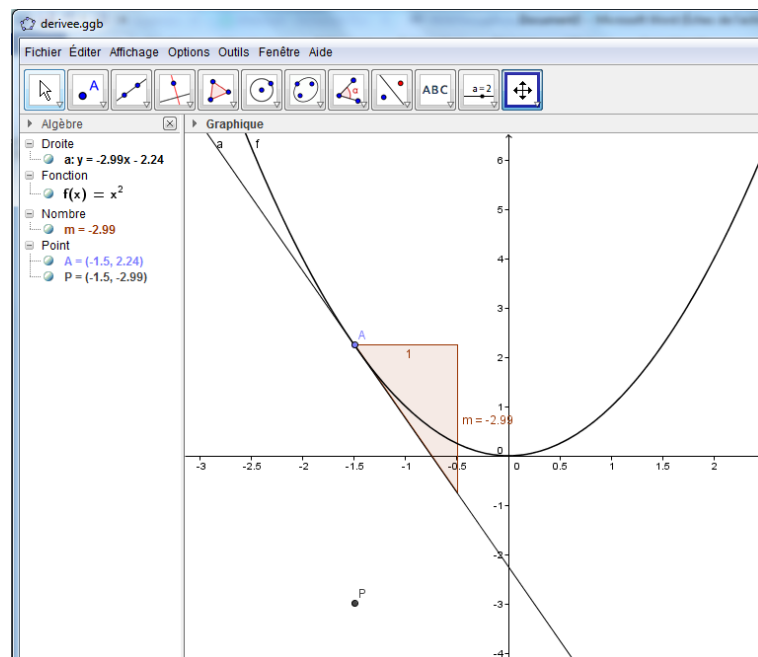 derivee.ggb
Fichier Éditer Affichage Options Outils Fenêtre Aide
A
α
ABC
a=2
Algèbre
Graphique
Droite
a: y = -2.99x - 2.24
Fonction
f(x) = x²
Nombre
m = -2.99
Point
A = (-1.5, 2.24)
P = (-1.5, -2.99)
a
f
6
5
4
3
A
2
1
1
m = -2.99
0
-3
-2.5
-2
-1.5
-1
-0.5
0
0.5
1
1.5
2
-1
-2
P
-3
-4